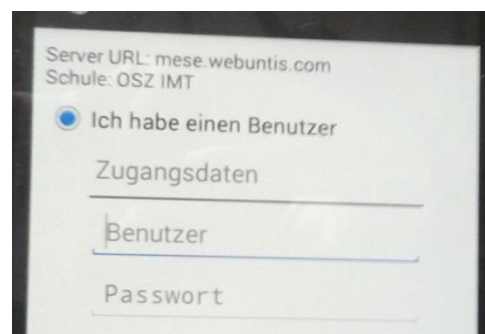 Server URL: mese.webuntis.com
Schule: OSZ IMT
Ich habe einen Benutzer
Zugangsdaten
Benutzer
Passwort